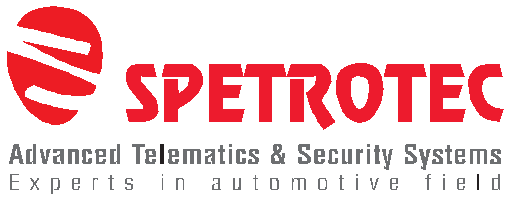 SPETROTEC
Advanced Telematics & Security Systems
Experts in automotive field